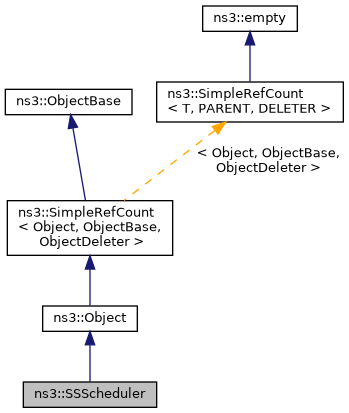 ns3::empty
ns3::ObjectBase
ns3::SimpleRefCount
< T, PARENT, DELETER >
< Object, ObjectBase,
ObjectDeleter >
ns3::SimpleRefCount
< Object, ObjectBase,
ObjectDeleter >
ns3::Object
ns3::SSScheduler